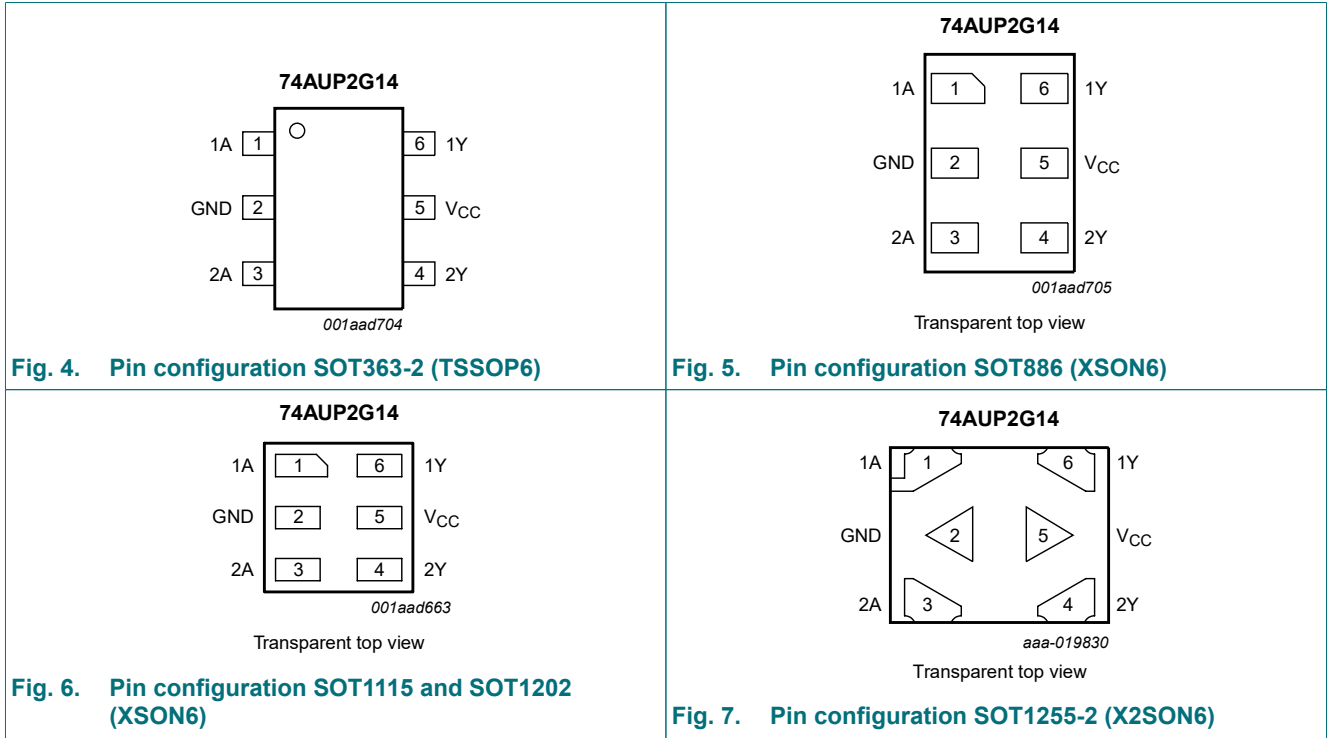 74AUP2G14
1A 1 6 1Y
GND 2 5 VCC
2A 3 4 2Y
001aad704
Fig. 4. Pin configuration SOT363-2 (TSSOP6)
74AUP2G14
1A 1 6 1Y
GND 2 5 VCC
2A 3 4 2Y
001aad705
Transparent top view
Fig. 5. Pin configuration SOT886 (XSON6)
74AUP2G14
1A 1 6 1Y
GND 2 5 VCC
2A 3 4 2Y
001aad663
Transparent top view
Fig. 6. Pin configuration SOT1115 and SOT1202
(XSON6)
74AUP2G14
1A 1 6 1Y
GND 2 5 VCC
2A 3 4 2Y
aaa-019830
Transparent top view
Fig. 7. Pin configuration SOT1255-2 (X2SON6)